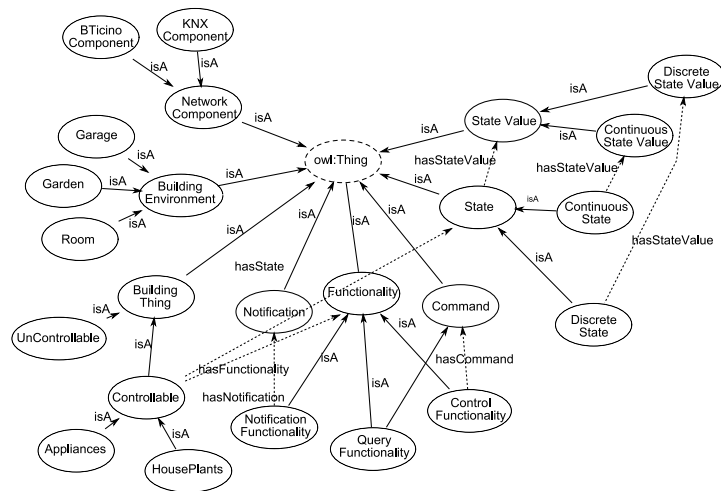 BTicino
Component
KNX
Component
isA
isA
Network
Component
isA
Discrete
State Value
isA
State Value
isA
isA
Continuous
State Value
Garage
isA
owl:Thing
hasStateValue
hasStateValue
Garden
isA
Building
Environment
isA
isA
State
isA
Continuous
State
Room
isA
isA
isA
isA
hasStateValue
isA
hasState
Building
Thing
Notification
Functionality
Command
Discrete
State
isA
UnControllable
isA
isA
isA
hasCommand
hasFunctionality
isA
hasNotification
Controllable
Control
Functionality
isA
Notification
Functionality
Query
Functionality
Appliances
isA
HousePlants